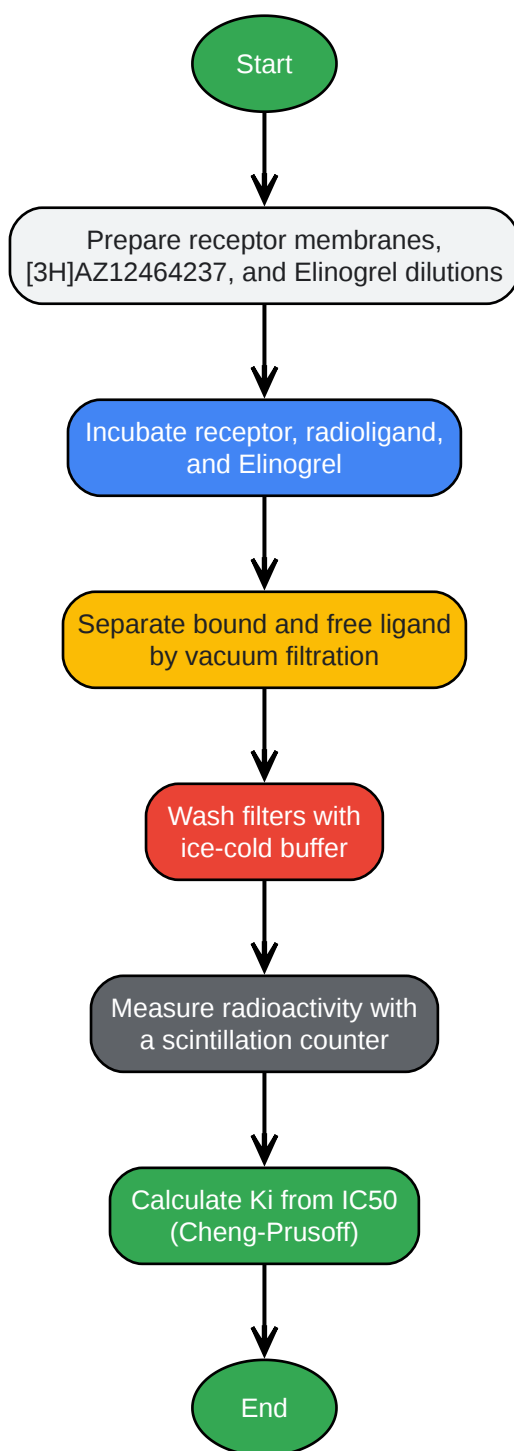 Start
Prepare receptor membranes,
[3H]AZ12464237, and Elinogrel dilutions
Incubate receptor, radioligand,
and Elinogrel
Separate bound and free ligand
by vacuum filtration
Wash filters with
ice-cold buffer
Measure radioactivity with
a scintillation counter
Calculate Ki from IC50
(Cheng-Prusoff)
End